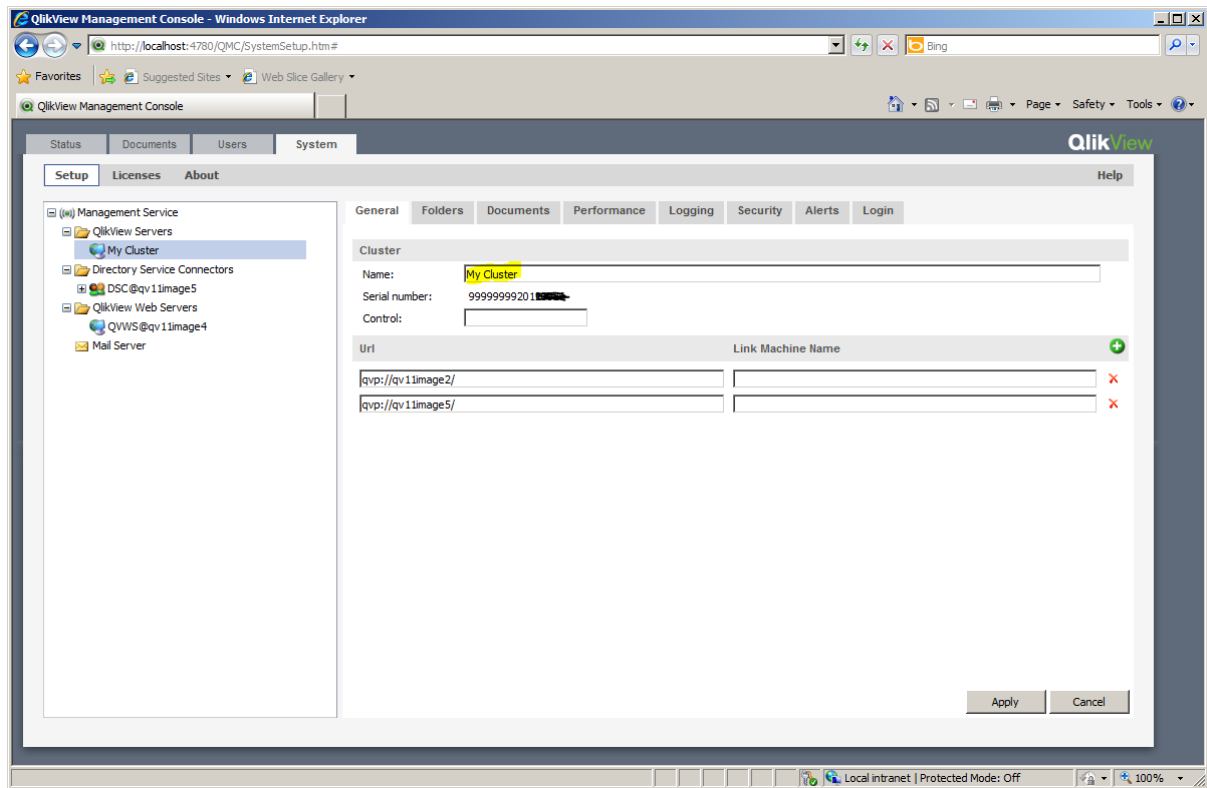 QlikView Management Console - Windows Internet Explorer
http://localhost:4780/QMC/SystemSetup.htm#
Bing
Favorites Suggested Sites Web Slice Gallery
QlikView Management Console
Page Safety Tools
Status Documents Users System
QlikView
Setup Licenses About Help
Management Service
QlikView Servers
My Cluster
Directory Service Connectors
DSC@qv11image5
QlikView Web Servers
QVWS@qv11image4
Mail Server
General Folders Documents Performance Logging Security Alerts Login
Cluster
Name: My Cluster
Serial number: 9999999201
Control:
Url Link Machine Name
qvp://qv11image2/
qvp://qv11image5/
Apply Cancel
Local intranet | Protected Mode: Off 100%